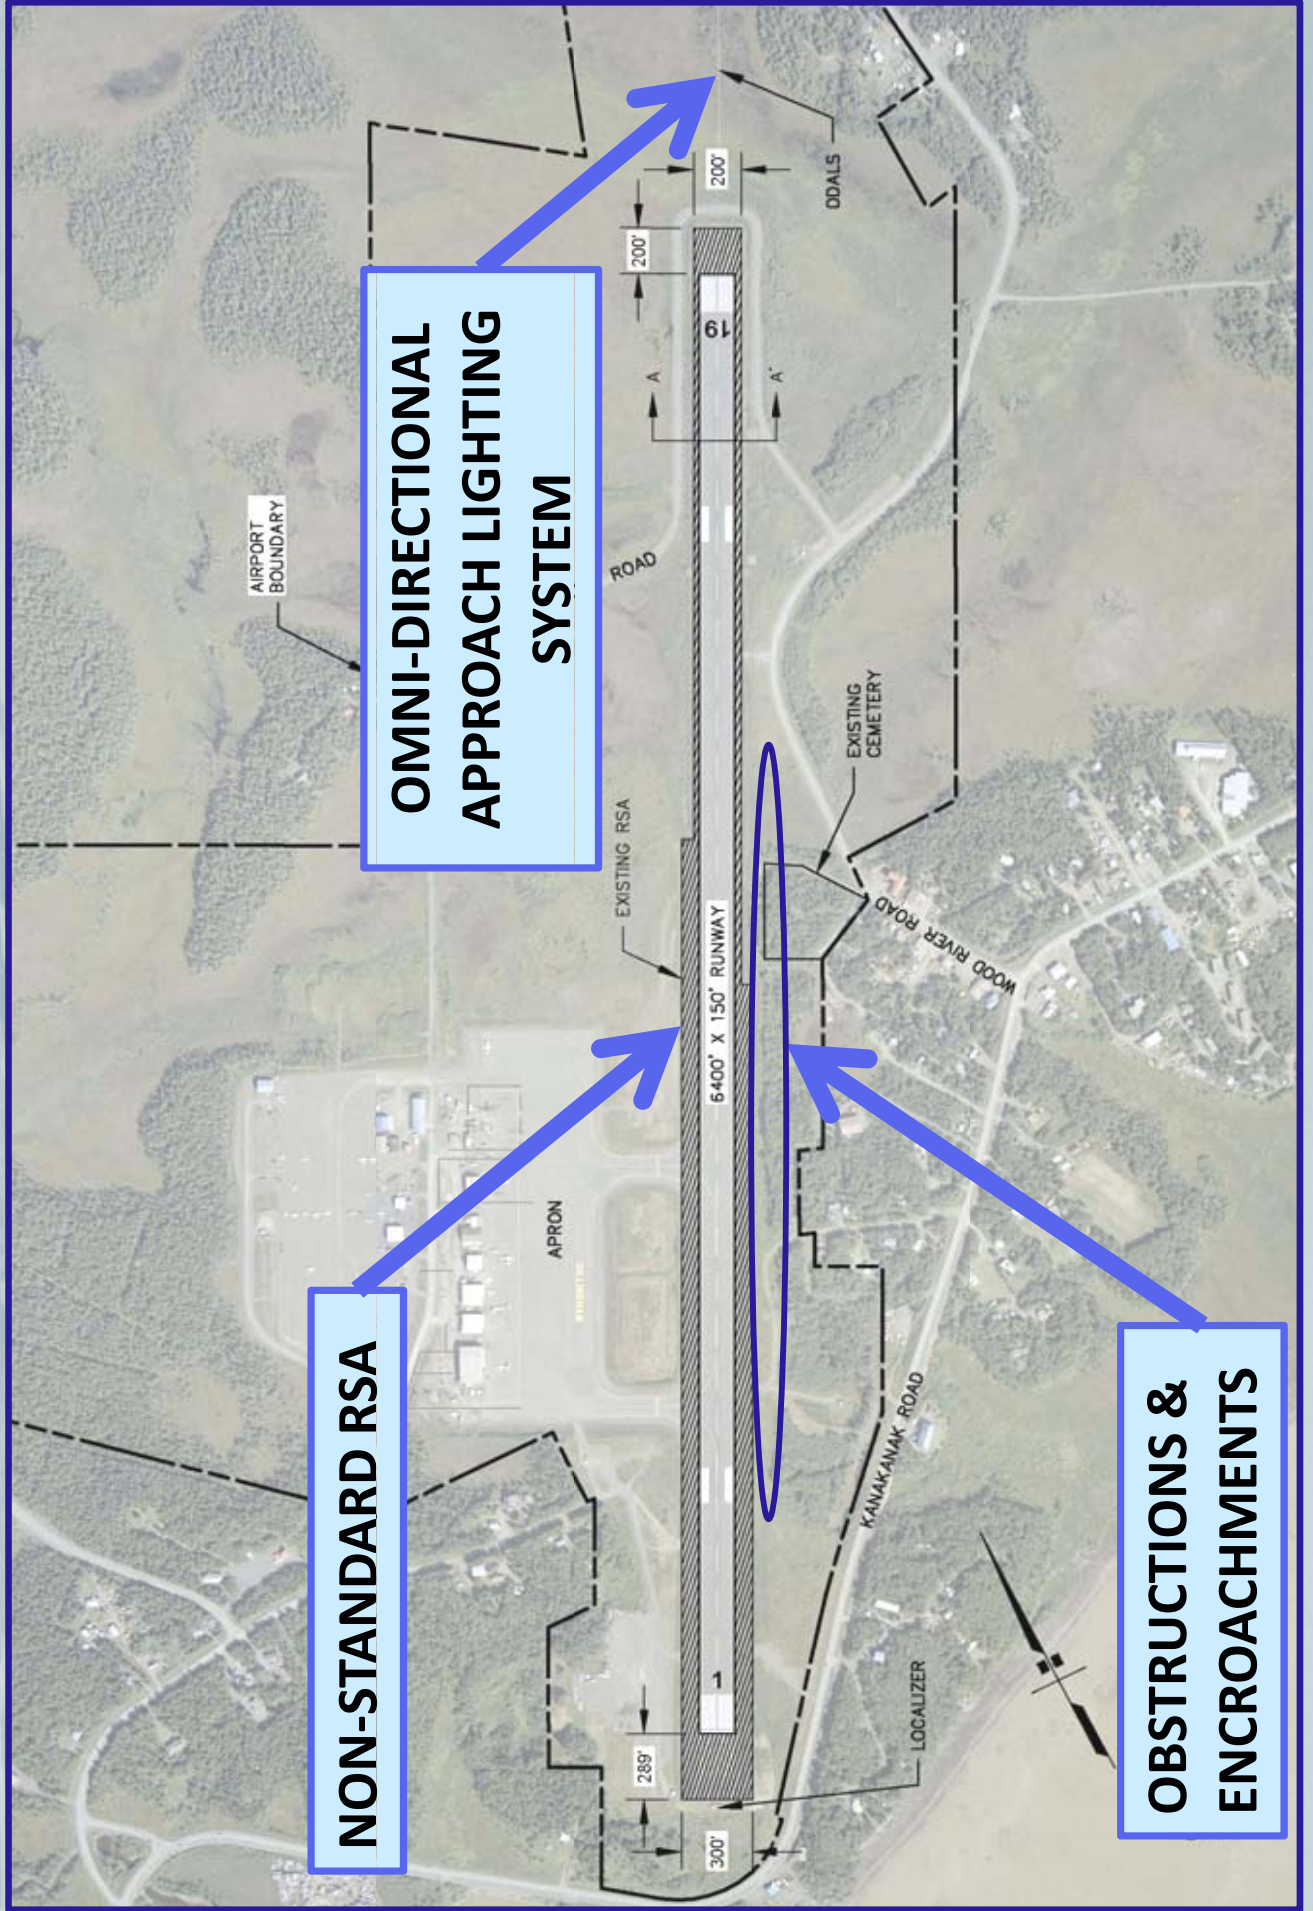 OMNI-DIRECTIONAL
APPROACH LIGHTING
SYSTEM
NON-STANDARD RSA
OBSTRUCTIONS &
ENCROACHMENTS
AIRPORT
BOUNDARY
ROAD
EXISTING RSA
APRON
200'
200'
ODALS
19
A
A'
6400' X 150' RUNWAY
EXISTING
CEMETERY
WOOD RIVER ROAD
KANAKANAK ROAD
1
289'
300'
LOCALIZER